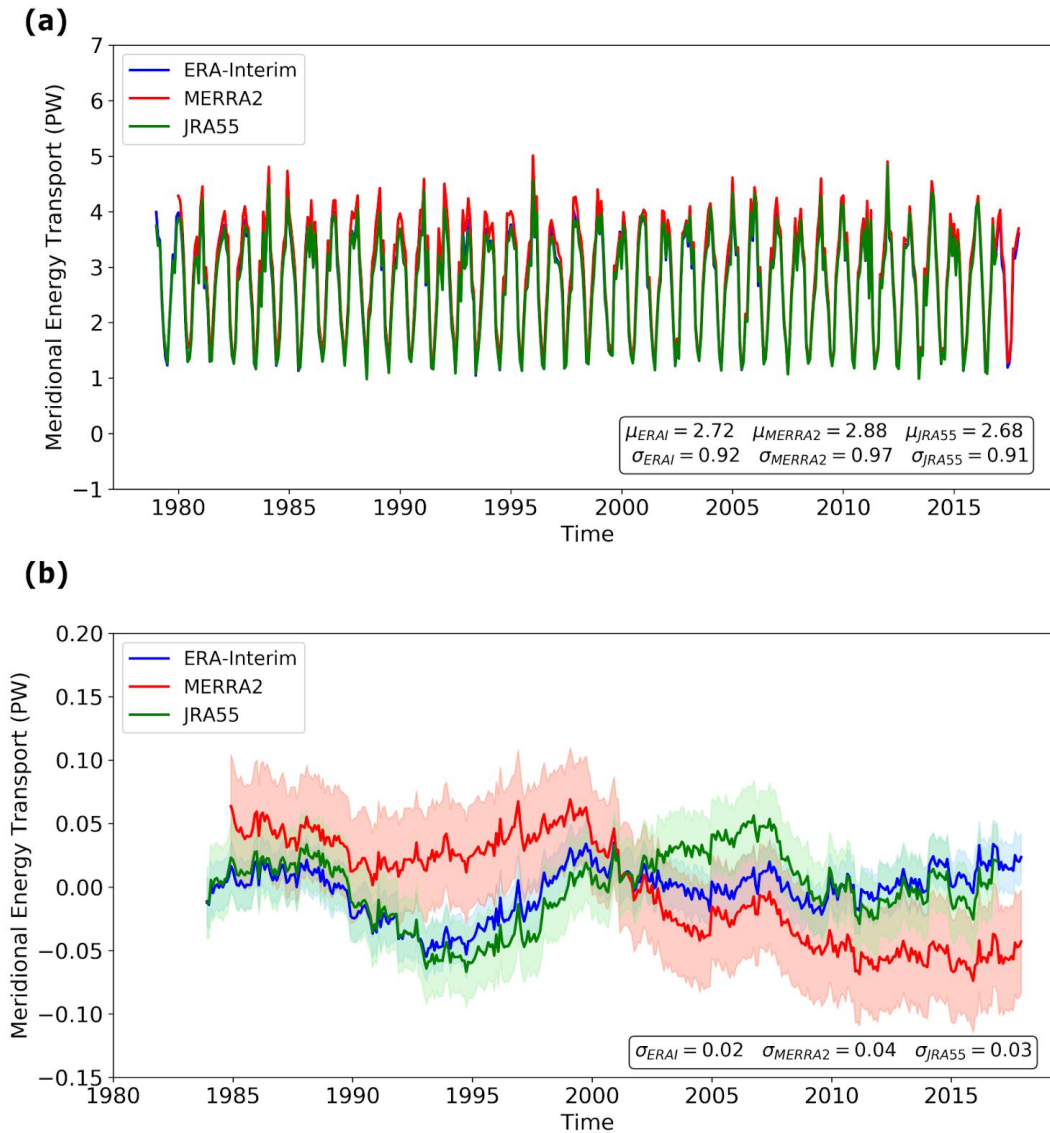 (a)
Meridional Energy Transport (PW)
7
6
5
4
3
2
1
0
−1
ERA-Interim
MERRA2
JRA55
μERAI = 2.72 μMERRA2 = 2.88 μJRA55 = 2.68
σERAI = 0.92 σMERRA2 = 0.97 σJRA55 = 0.91
1980 1985 1990 1995 2000 2005 2010 2015
Time
(b)
Meridional Energy Transport (PW)
0.20
0.15
0.10
0.05
0.00
−0.05
−0.10
−0.15
ERA-Interim
MERRA2
JRA55
σERAI = 0.02 σMERRA2 = 0.04 σJRA55 = 0.03
1980 1985 1990 1995 2000 2005 2010 2015
Time